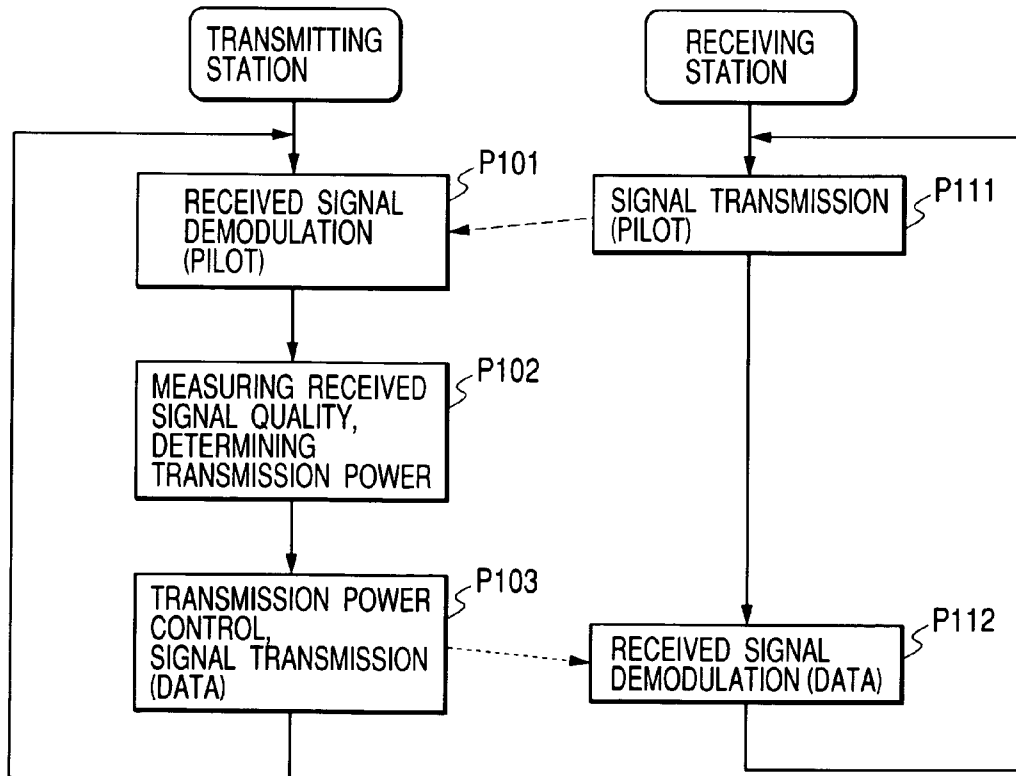 TRANSMITTING
STATION
RECEIVING
STATION
P101
RECEIVED SIGNAL
DEMODULATION
(PILOT)
P111
SIGNAL TRANSMISSION
(PILOT)
P102
MEASURING RECEIVED
SIGNAL QUALITY,
DETERMINING
TRANSMISSION POWER
P103
TRANSMISSION POWER
CONTROL,
SIGNAL TRANSMISSION
(DATA)
P112
RECEIVED SIGNAL
DEMODULATION (DATA)